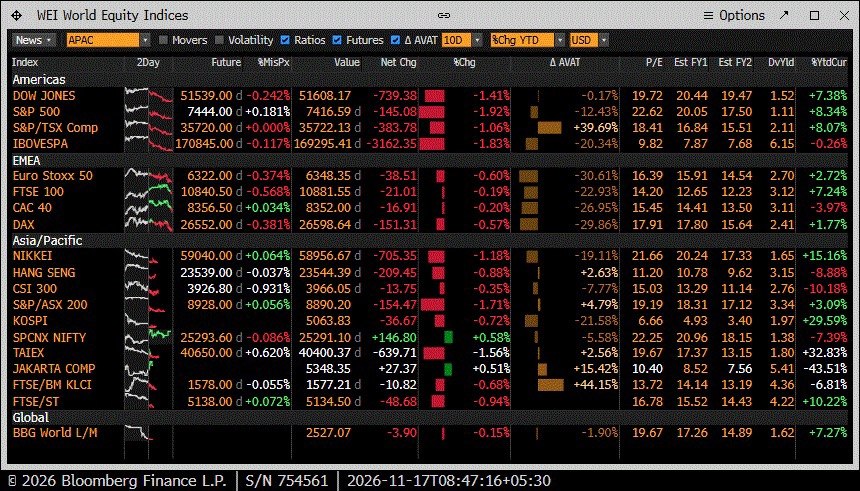 WEI World Equity Indices Options
News APAC Movers Volatility Ratios Futures Δ AVAT 10D %Chg YTD USD
Index 2Day Future %MisPx Value Net Chg %Chg Δ AVAT P/E Est FY1 Est FY2 DvYld %YtdCur
Americas
DOW JONES 51539.00 d -0.242% 51608.17 -739.38 -1.41% -0.17% 19.72 20.44 19.47 1.52 +7.38%
S&P 500 7444.00 d +0.181% 7416.59 d -145.08 -1.92% -12.43% 22.62 20.05 17.50 1.11 +8.34%
S&P/TSX Comp 35720.00 d +0.000% 35722.13 d -383.78 -1.06% +39.69% 18.41 16.84 15.51 2.11 +8.07%
IBOVESPA 170845.00 d -0.117% 169295.41 d -3162.35 -1.83% -20.34% 9.82 7.87 7.68 6.15 -0.26%
EMEA
Euro Stoxx 50 6322.00 d -0.374% 6348.35 d -38.51 -0.60% -30.61% 16.39 15.91 14.54 2.70 +2.72%
FTSE 100 10840.50 d -0.568% 10881.55 d -21.01 -0.19% -22.93% 14.20 12.65 12.23 3.12 +7.24%
CAC 40 8356.50 d +0.034% 8352.00 d -16.91 -0.20% -26.95% 15.45 14.41 13.50 3.11 -3.97%
DAX 26552.00 d -0.381% 26598.64 d -151.31 -0.57% -29.86% 17.91 17.80 15.64 2.41 +1.77%
Asia/Pacific
NIKKEI 59040.00 d +0.064% 58956.67 d -705.35 -1.18% -19.11% 21.66 20.24 17.33 1.65 +15.16%
HANG SENG 23539.00 d -0.037% 23544.39 d -209.45 -0.88% +2.63% 11.20 10.78 9.62 3.15 -8.88%
CSI 300 3926.80 d -0.931% 3966.05 d -13.75 -0.35% -7.77% 15.03 13.29 11.14 2.76 -10.18%
S&P/ASX 200 8928.00 d +0.056% 8890.20 d -154.47 -1.71% +4.79% 19.19 18.31 17.12 3.34 +3.09%
KOSPI 5063.83 d -36.67 -0.72% -21.58% 6.66 4.93 3.40 1.97 +29.59%
SPCNX NIFTY 25293.60 d -0.086% 25291.10 d +146.80 +0.58% -5.58% 22.25 20.96 18.15 1.38 -7.39%
TAIEX 40650.00 d +0.620% 40400.37 d -639.71 -1.56% +2.56% 19.67 17.37 13.15 1.80 +32.83%
JAKARTA COMP 5348.35 d +27.37 +0.51% +15.42% 10.40 8.52 7.56 5.41 -43.51%
FTSE/BM KLCI 1578.00 d -0.055% 1577.21 d -10.82 -0.68% +44.15% 13.72 14.14 13.19 4.36 -6.81%
FTSE/ST 5138.00 d +0.072% 5134.50 d -48.68 -0.94% 16.78 15.52 14.43 4.22 +10.22%
Global
BBG World L/M 2527.07 -3.90 -0.15% -1.90% 19.67 17.26 14.89 1.62 +7.27%
© 2026 Bloomberg Finance L.P. | S/N 754561 | 2026-11-17T08:47:16+05:30